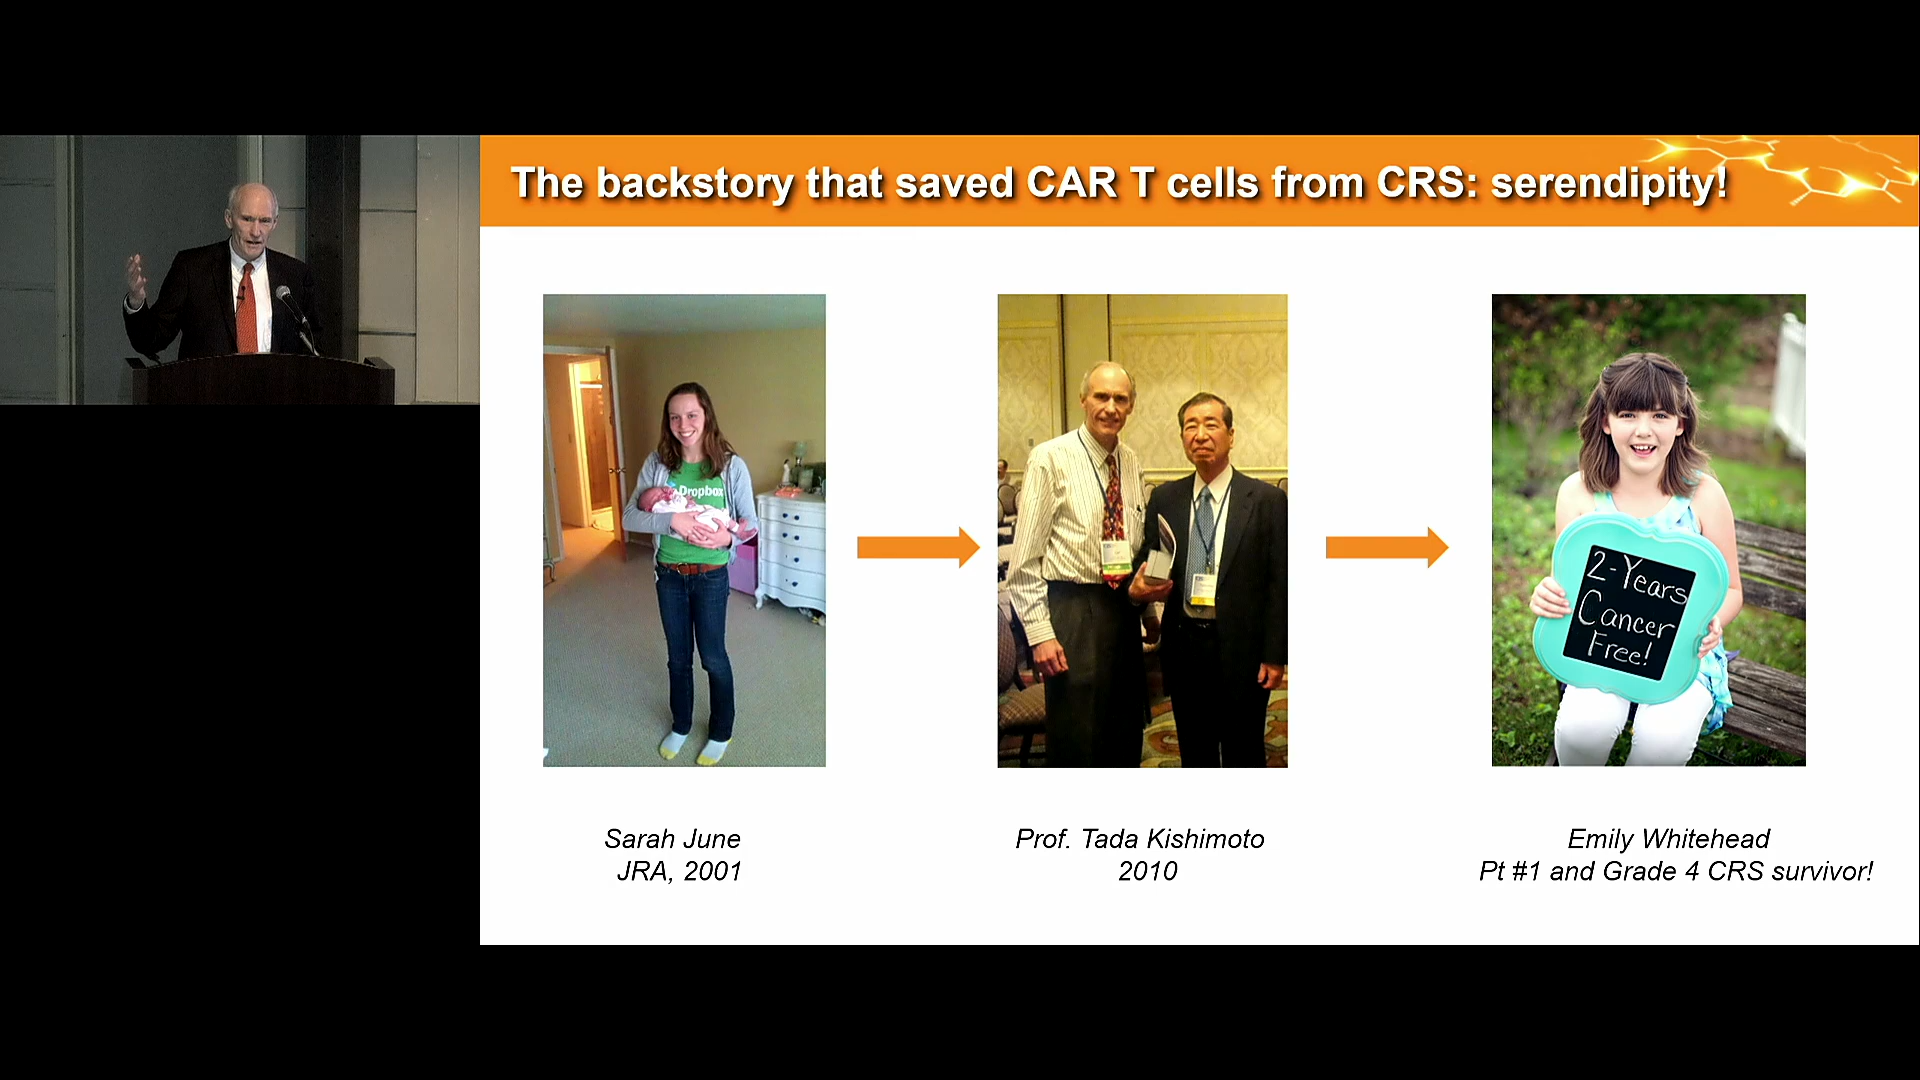 The backstory that saved CAR T cells from CRS: serendipity!
Dropbox
2-Years
Cancer
Free!
Sarah June
JRA, 2001
Prof. Tada Kishimoto
2010
Emily Whitehead
Pt #1 and Grade 4 CRS survivor!